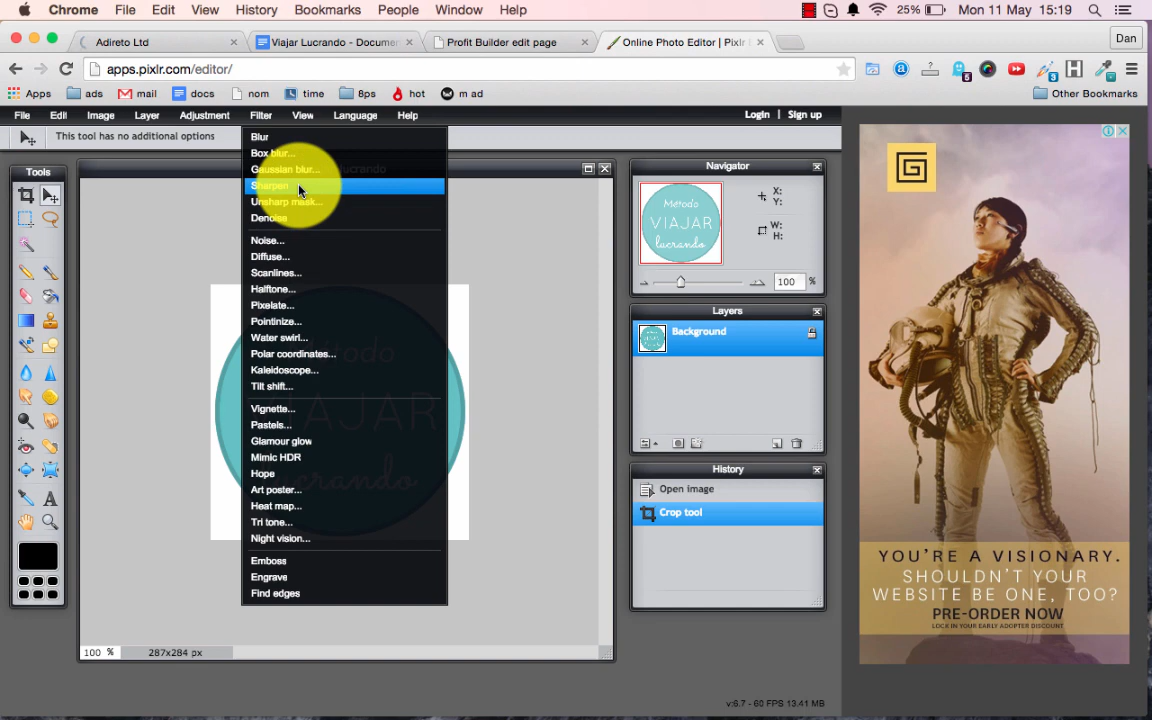 Chrome File Edit View History Bookmarks People Window Help 25% Mon 11 May 15:19
Adireto Ltd Viajar Lucrando - Documen Profit Builder edit page Online Photo Editor | Pixlr Dan
apps.pixlr.com/editor/
Apps ads mail docs nom time 8ps hot m ad Other Bookmarks
File Edit Image Layer Adjustment Filter View Language Help Login | Sign up
This tool has no additional options
Tools
Blur
Box blur...
Gaussian blur...
lucrando
Sharpen
Unsharp mask...
Denoise
Noise...
Diffuse...
Scanlines...
Halftone...
Pixelate...
Pointinize...
Water swirl...
Polar coordinates...
Kaleidoscope...
Tilt shift...
Vignette...
Pastels...
Glamour glow
Mimic HDR
Hope
Art poster...
Heat map...
Tri tone...
Night vision...
Emboss
Engrave
Find edges
Método
VIAJAR
lucrando
100 % 287x284 px
Navigator
Método
VIAJAR
lucrando
X:
Y:
W:
H:
100 %
Layers
Background
History
Open image
Crop tool
YOU'RE A VISIONARY.
SHOULDN'T YOUR
WEBSITE BE ONE, TOO?
PRE-ORDER NOW
LOCK IN YOUR EARLY ADOPTER DISCOUNT
v:6.7 - 60 FPS 13.41 MB